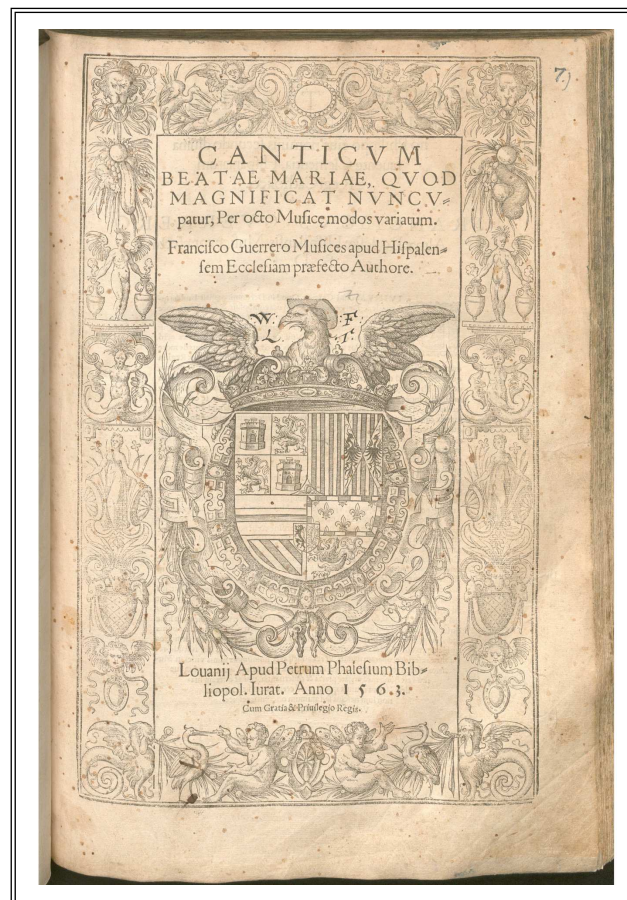 7)
CANTICVM
BEATAE MARIAE, QVOD
MAGNIFICAT NVNCV⸗
patur, Per octo Musicę modos variatum.
Francisco Guerrero Musices apud Hispalen⸗
sem Ecclesiam præfecto Authore.
W: :F
L :I:
Louanij Apud Petrum Phalesium Bib⸗
liopol. Iurat. Anno 1563.
Cum Gratia & Priuilegio Regis.